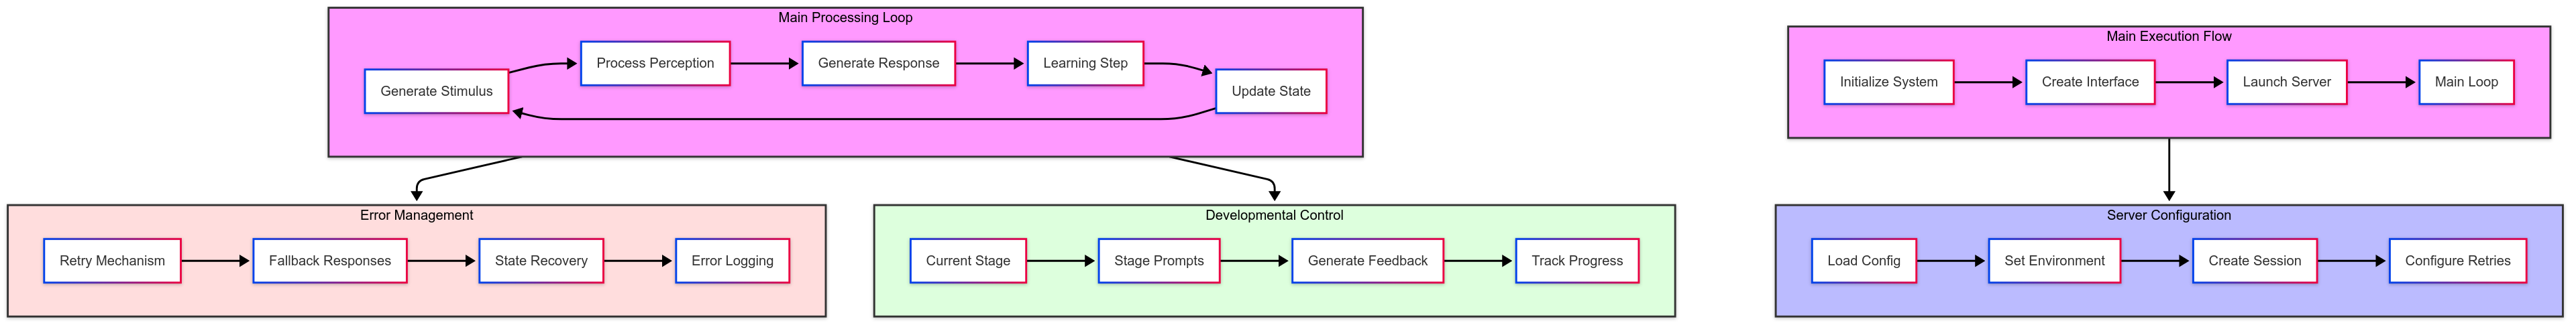 Main Processing Loop
Generate Stimulus
Process Perception
Generate Response
Learning Step
Update State
Main Execution Flow
Initialize System
Create Interface
Launch Server
Main Loop
Error Management
Retry Mechanism
Fallback Responses
State Recovery
Error Logging
Developmental Control
Current Stage
Stage Prompts
Generate Feedback
Track Progress
Server Configuration
Load Config
Set Environment
Create Session
Configure Retries